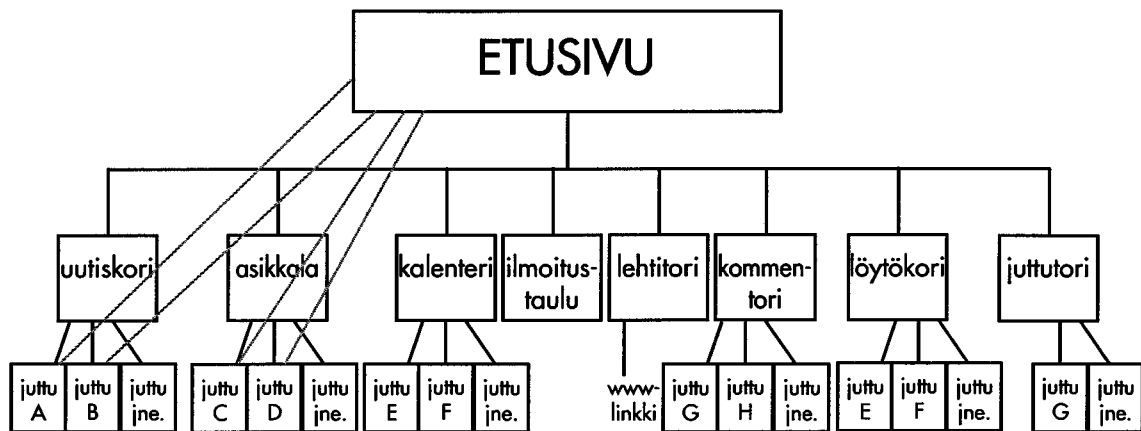 ETUSIVU
uutiskori asikkala kalenteri ilmoitus- lehtitori kommen- löytökori juttutori
taulu tori
juttu juttu juttu juttu juttu juttu juttu juttu juttu www- juttu juttu juttu juttu juttu juttu juttu juttu
A B jne. C D jne. E F jne. linkki G H jne. E F jne. G jne.